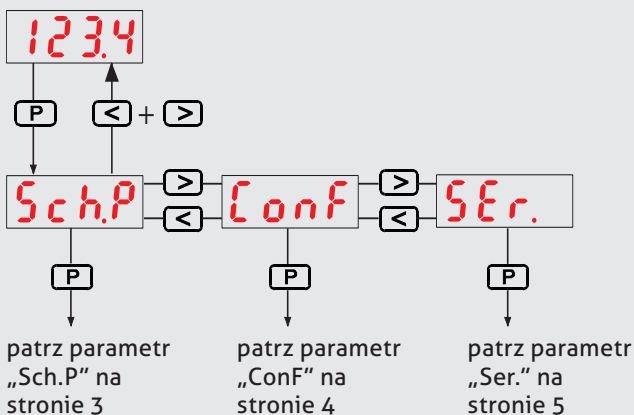 123.4
P < + >
Sch.P > ConF > SEr.
< <
P P P
patrz parametr
„Sch.P” na
stronie 3
patrz parametr
„ConF” na
stronie 4
patrz parametr
„Ser.” na
stronie 5